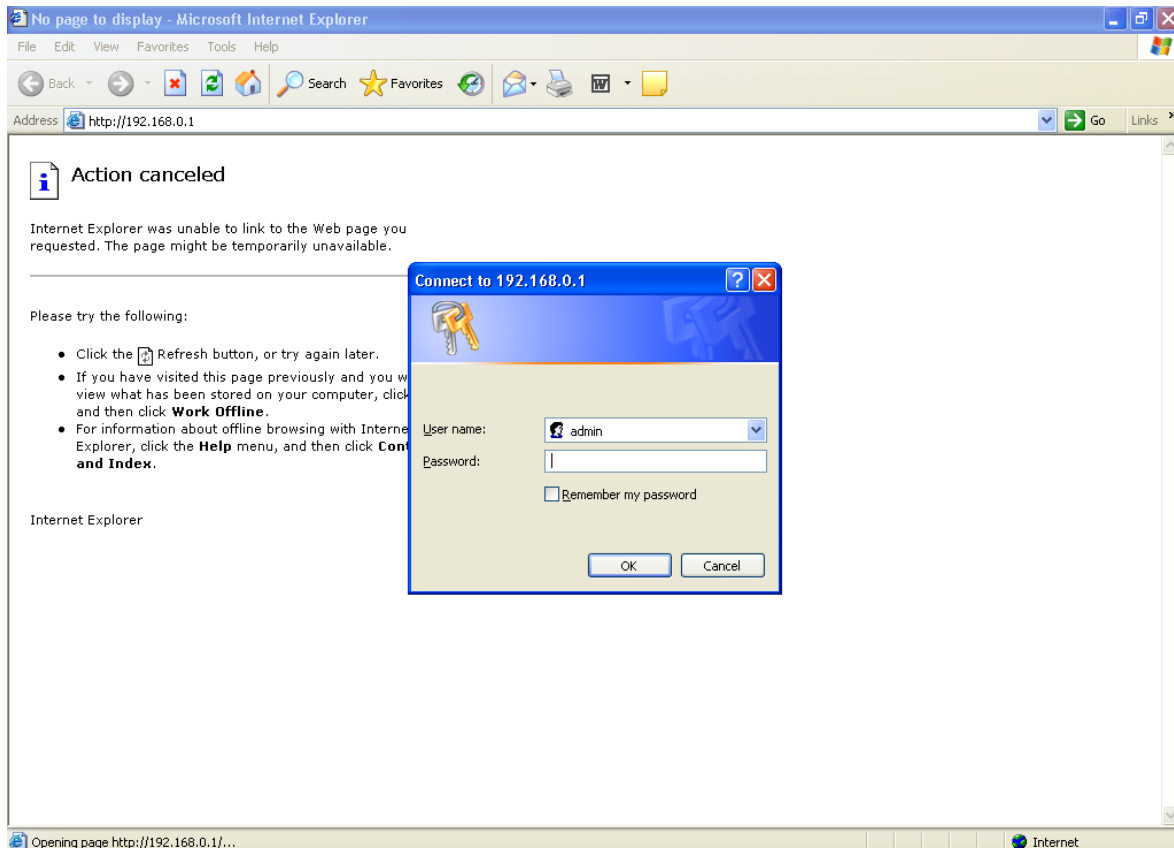 No page to display - Microsoft Internet Explorer
File Edit View Favorites Tools Help
Back Search Favorites
Address http://192.168.0.1 Go Links »
Action canceled
Internet Explorer was unable to link to the Web page you
requested. The page might be temporarily unavailable.
Please try the following:
Click the Refresh button, or try again later.
If you have visited this page previously and you w
view what has been stored on your computer, click
and then click Work Offline.
For information about offline browsing with Interne
Explorer, click the Help menu, and then click Cont
and Index.
Internet Explorer
Connect to 192.168.0.1
User name: admin
Password:
Remember my password
OK Cancel
Opening page http://192.168.0.1/... Internet